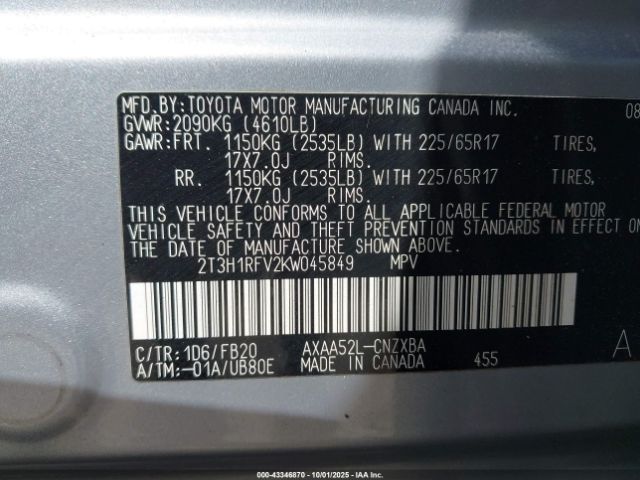 MFD.BY:TOYOTA MOTOR MANUFACTURING CANADA INC. 08
GVWR:2090KG (4610LB)
GAWR:FRT. 1150KG (2535LB) WITH 225/65R17 TIRES,
17X7.0J RIMS.
RR. 1150KG (2535LB) WITH 225/65R17 TIRES,
17X7.0J RIMS.
THIS VEHICLE CONFORMS TO ALL APPLICABLE FEDERAL MOTOR
VEHICLE SAFETY AND THEFT PREVENTION STANDARDS IN EFFECT ON
THE DATE OF MANUFACTURE SHOWN ABOVE.
2T3H1RFV2KW045849 MPV
C/TR:1D6/FB20 AXAA52L-CNZXBA A
A/TM:-01A/UB80E MADE IN CANADA 455
000-43346870 - 10/01/2025 - IAAI.COM